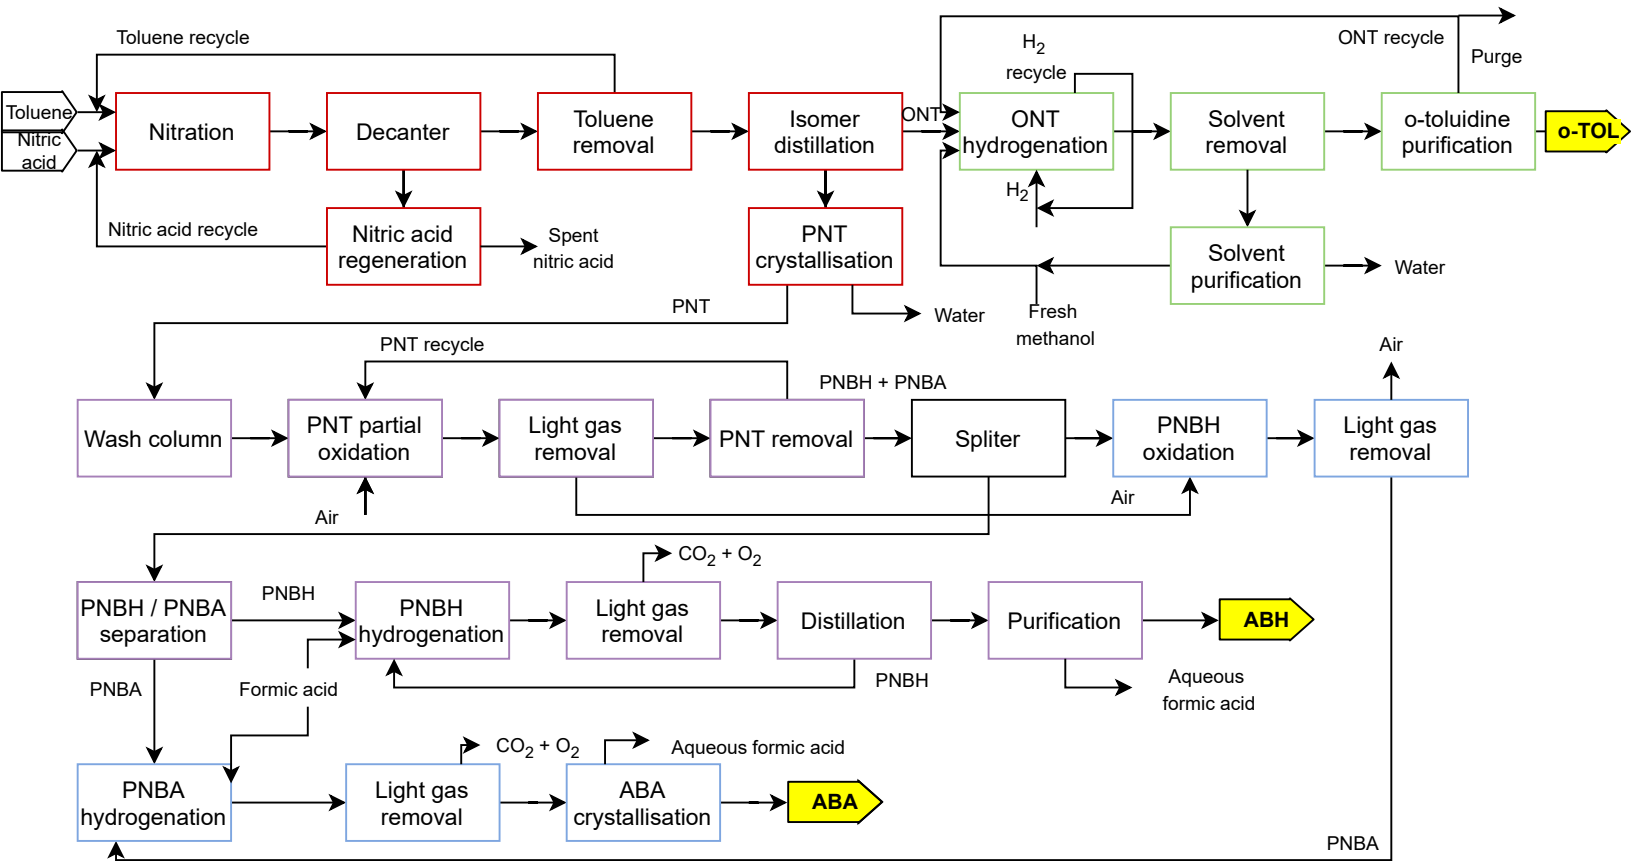 Toluene recycle
H2
recycle
ONT recycle
Purge
Toluene
Nitric
acid
Nitration
Decanter
Toluene
removal
Isomer
distillation
ONT
ONT
hydrogenation
Solvent
removal
o-toluidine
purification
o-TOL
H2
Nitric acid recycle
Nitric acid
regeneration
Spent
nitric acid
PNT
crystallisation
Solvent
purification
Water
PNT
Water
Fresh
methanol
PNT recycle
PNBH + PNBA
Air
Wash column
PNT partial
oxidation
Light gas
removal
PNT removal
Spliter
PNBH
oxidation
Light gas
removal
Air
Air
CO2 + O2
PNBH / PNBA
separation
PNBH
PNBH
hydrogenation
Light gas
removal
Distillation
Purification
ABH
PNBA
Formic acid
PNBH
Aqueous
formic acid
CO2 + O2
Aqueous formic acid
PNBA
hydrogenation
Light gas
removal
ABA
crystallisation
ABA
PNBA